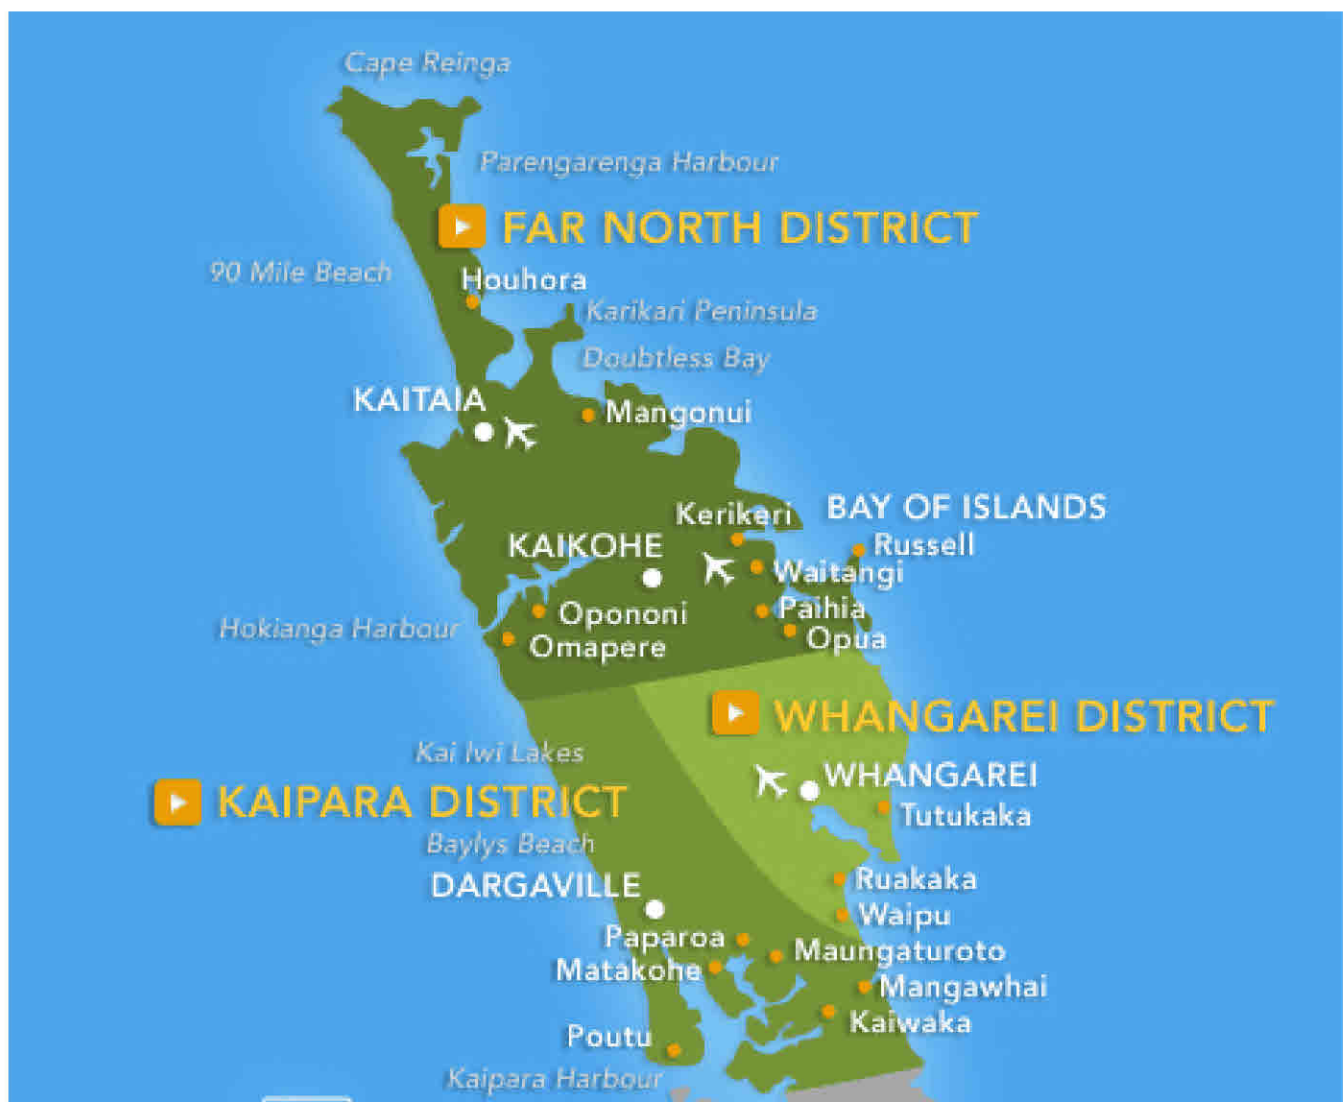 Cape Reinga
Parengarenga Harbour
FAR NORTH DISTRICT
90 Mile Beach
Houhora
Karikari Peninsula
Doubtless Bay
KAITAIA
Mangonui
Kerikeri
BAY OF ISLANDS
KAIKOHE
Russell
Waitangi
Opononi
Paihia
Hokianga Harbour
Opua
Omapere
WHANGAREI DISTRICT
Kai Iwi Lakes
WHANGAREI
KAIPARA DISTRICT
Tutukaka
Baylys Beach
DARGAVILLE
Ruakaka
Waipu
Paparoa
Maungaturoto
Matakohe
Mangawhai
Kaiwaka
Poutu
Kaipara Harbour